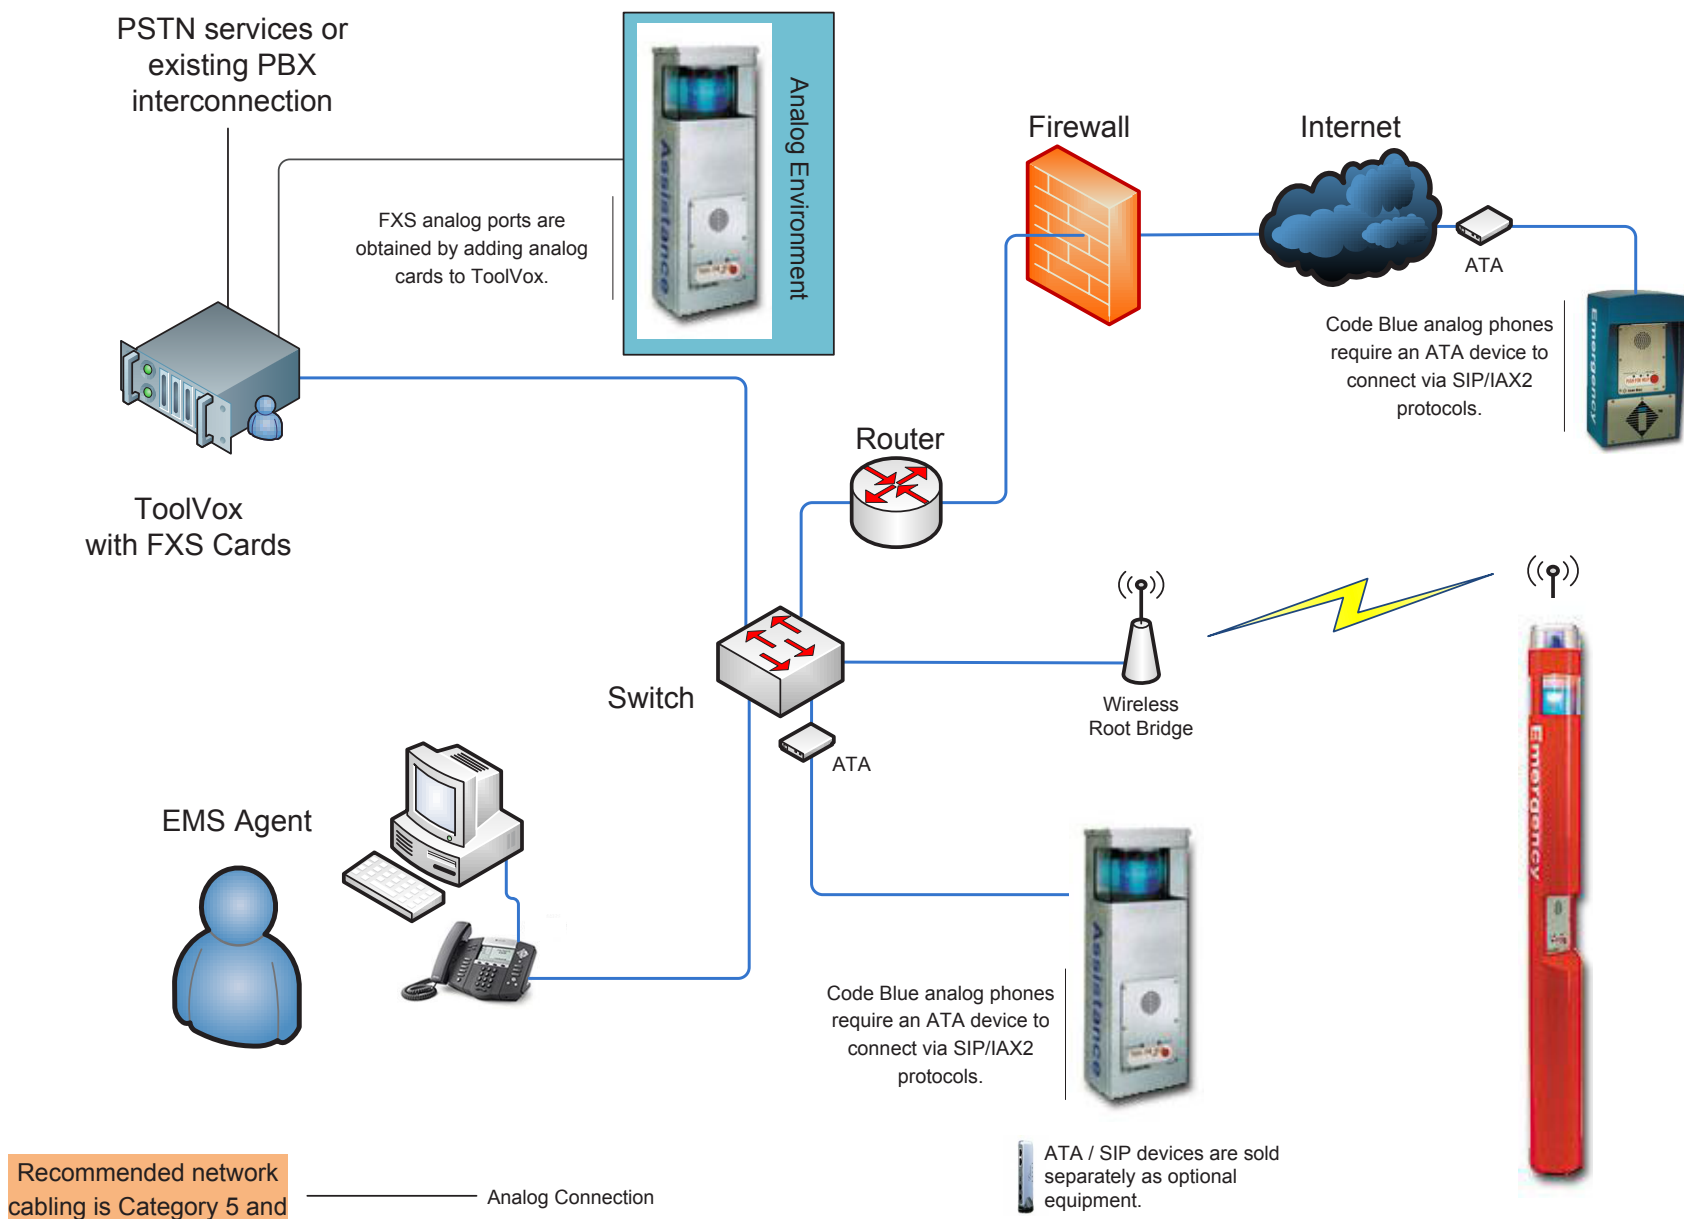 PSTN services or
existing PBX
interconnection
Assistance
Analog Environment
FXS analog ports are
obtained by adding analog
cards to ToolVox.
Firewall
Internet
ATA
Code Blue analog phones
require an ATA device to
connect via SIP/IAX2
protocols.
Emergency
ToolVox
with FXS Cards
Router
Switch
Wireless
Root Bridge
ATA
EMS Agent
Emergency
Code Blue analog phones
require an ATA device to
connect via SIP/IAX2
protocols.
Assistance
Recommended network
cabling is Category 5 and
Analog Connection
ATA / SIP devices are sold
separately as optional
equipment.